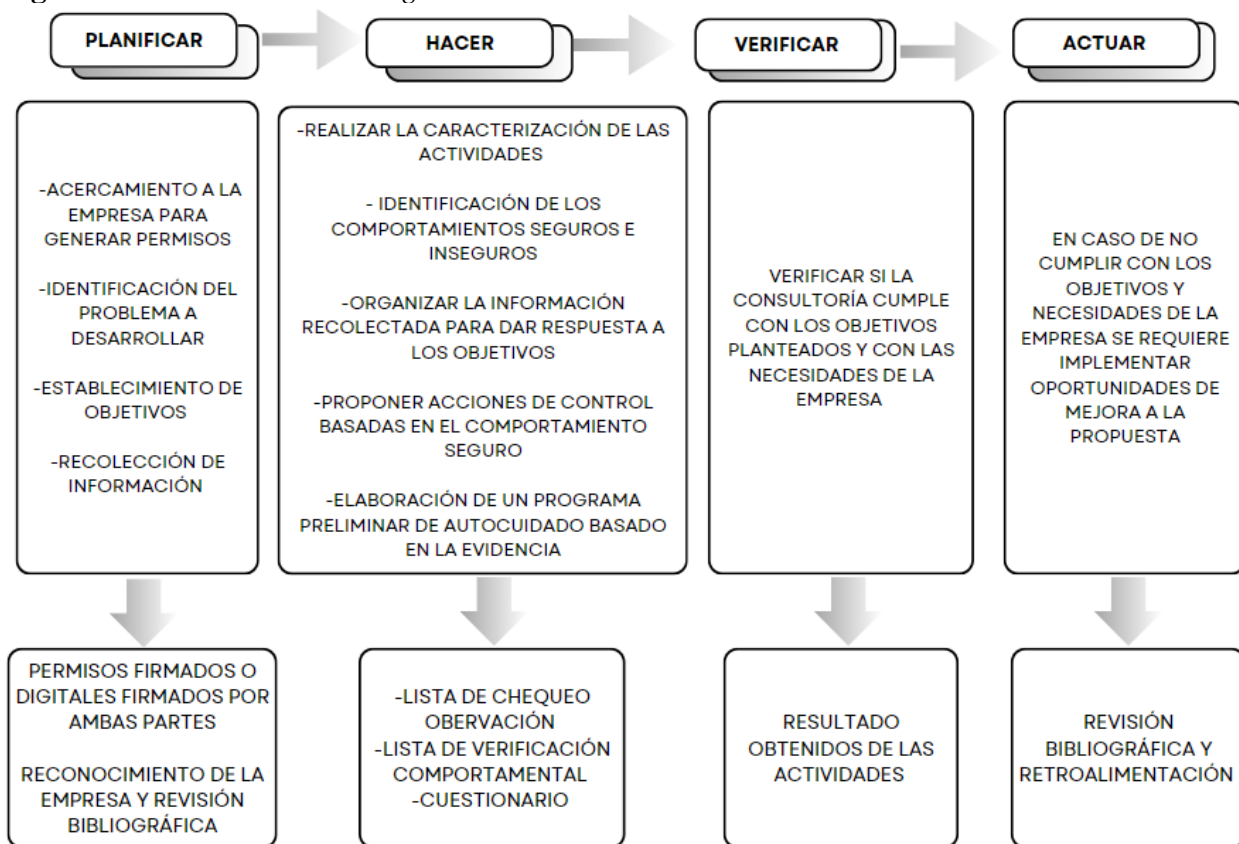 PLANIFICAR
HACER
VERIFICAR
ACTUAR
-ACERCAMIENTO A LA
EMPRESA PARA
GENERAR PERMISOS
-IDENTIFICACIÓN DEL
PROBLEMA A
DESARROLLAR
-ESTABLECIMIENTO DE
OBJETIVOS
-RECOLECCIÓN DE
INFORMACIÓN
-REALIZAR LA CARACTERIZACIÓN DE LAS
ACTIVIDADES
- IDENTIFICACIÓN DE LOS
COMPORTAMIENTOS SEGUROS E
INSEGUROS
-ORGANIZAR LA INFORMACIÓN
RECOLECTADA PARA DAR RESPUESTA A
LOS OBJETIVOS
-PROPONER ACCIONES DE CONTROL
BASADAS EN EL COMPORTAMIENTO
SEGURO
-ELABORACIÓN DE UN PROGRAMA
PRELIMINAR DE AUTOCUIDADO BASADO
EN LA EVIDENCIA
VERIFICAR SI LA
CONSULTORÍA CUMPLE
CON LOS OBJETIVOS
PLANTEADOS Y CON LAS
NECESIDADES DE LA
EMPRESA
EN CASO DE NO
CUMPLIR CON LOS
OBJETIVOS Y
NECESIDADES DE LA
EMPRESA SE REQUIERE
IMPLEMENTAR
OPORTUNIDADES DE
MEJORA A LA
PROPUESTA
PERMISOS FIRMADOS O
DIGITALES FIRMADOS POR
AMBAS PARTES
RECONOCIMIENTO DE LA
EMPRESA Y REVISIÓN
BIBLIOGRÁFICA
-LISTA DE CHEQUEO
OBERVACIÓN
-LISTA DE VERIFICACIÓN
COMPORTAMENTAL
-CUESTIONARIO
RESULTADO
OBTENIDOS DE LAS
ACTIVIDADES
REVISIÓN
BIBLIOGRÁFICA Y
RETROALIMENTACIÓN